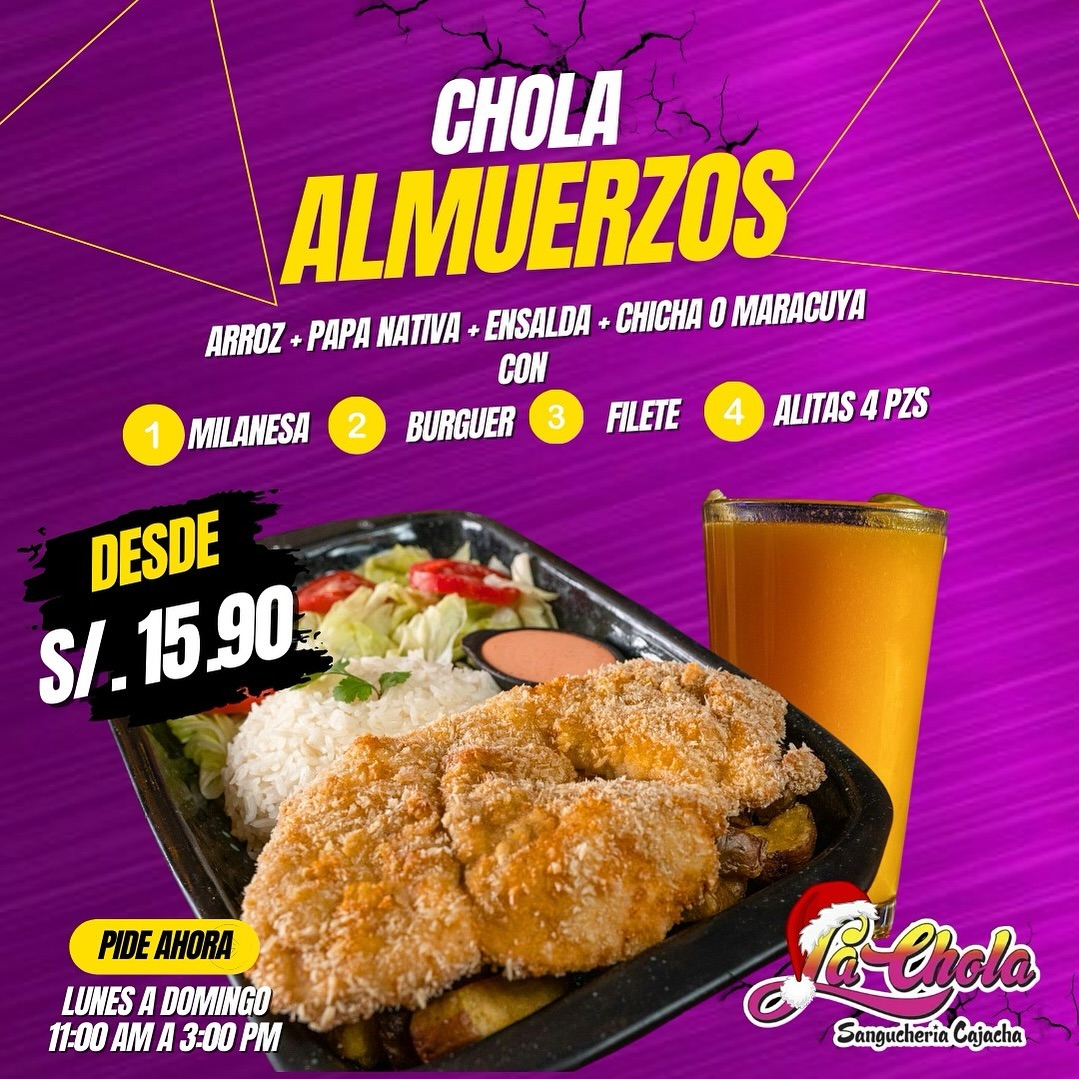 CHOLA
ALMUERZOS
ARROZ + PAPA NATIVA + ENSALDA + CHICHA O MARACUYA
CON
1 MILANESA 2 BURGUER 3 FILETE 4 ALITAS 4 PZS
DESDE
S/. 15.90
PIDE AHORA
LUNES A DOMINGO
11:00 AM A 3:00 PM
La Chola
Sangucheria Cajacha